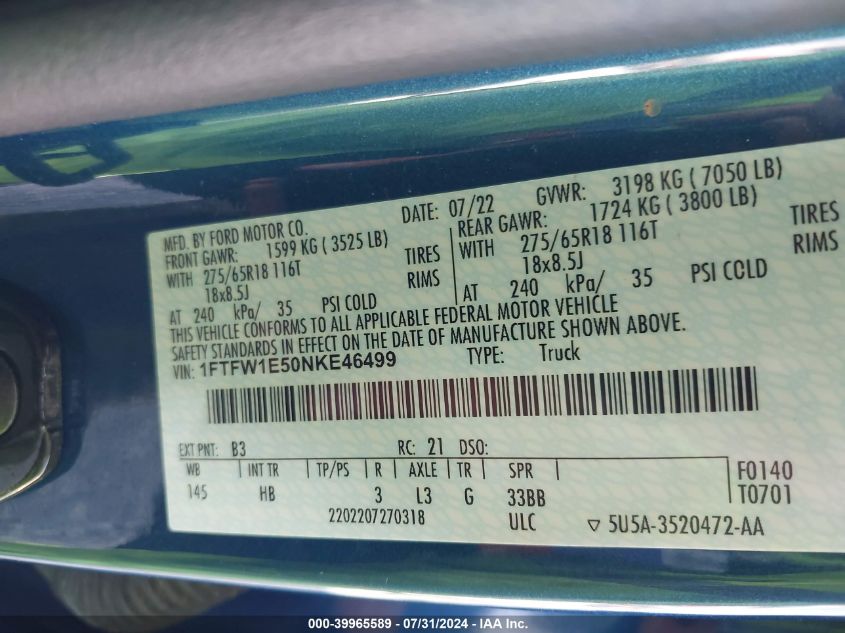 MFD. BY FORD MOTOR CO. DATE: 07/22 GVWR: 3198 KG ( 7050 LB)
FRONT GAWR: 1599 KG ( 3525 LB) REAR GAWR: 1724 KG ( 3800 LB)
WITH 275/65R18 116T TIRES WITH 275/65R18 116T TIRES
18x8.5J RIMS 18x8.5J RIMS
AT 240 kPa/ 35 PSI COLD AT 240 kPa/ 35 PSI COLD
THIS VEHICLE CONFORMS TO ALL APPLICABLE FEDERAL MOTOR VEHICLE
SAFETY STANDARDS IN EFFECT ON THE DATE OF MANUFACTURE SHOWN ABOVE.
VIN: 1FTFW1E50NKE46499 TYPE: Truck
EXT PNT: B3 RC: 21 DSO:
WB INT TR TP/PS R AXLE TR SPR F0140
145 HB 3 L3 G 33BB T0701
2202207270318 ULC ▽ 5U5A-3520472-AA
000-39965589 - 07/31/2024 - IAA Inc.